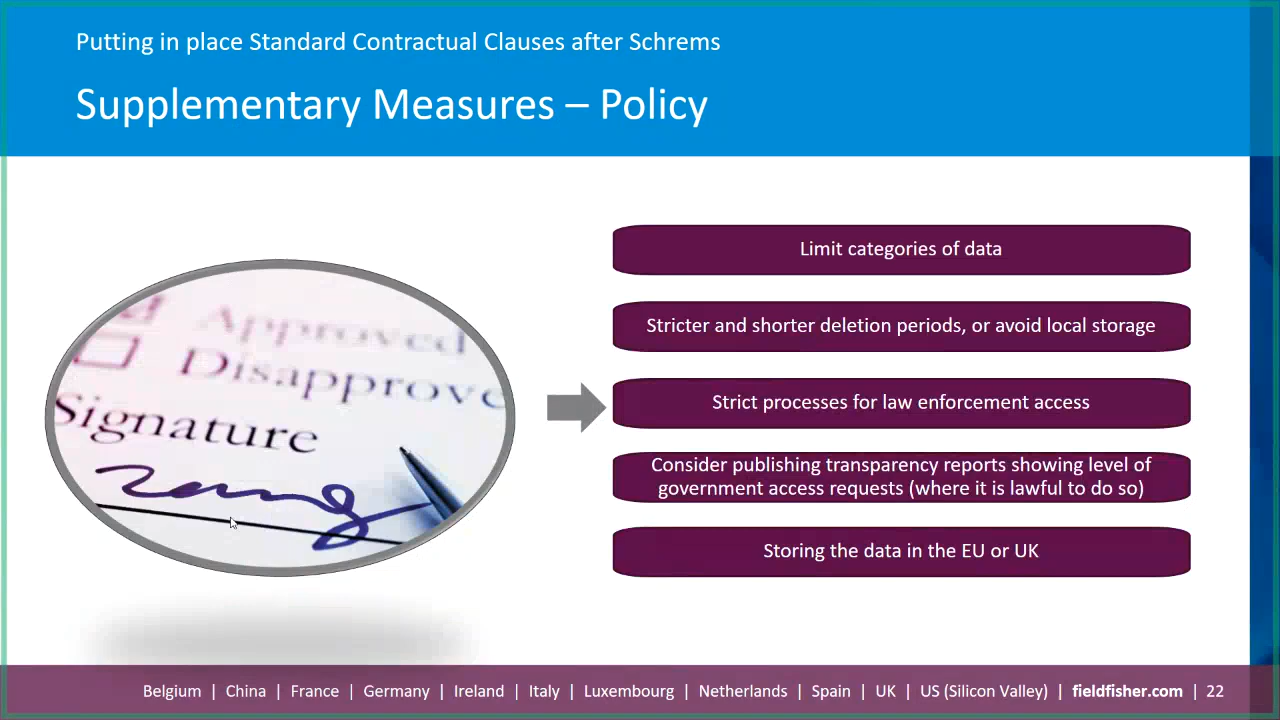 Putting in place Standard Contractual Clauses after Schrems
Supplementary Measures – Policy
Approved
Disapprove
Signature
Limit categories of data
Stricter and shorter deletion periods, or avoid local storage
Strict processes for law enforcement access
Consider publishing transparency reports showing level of
government access requests (where it is lawful to do so)
Storing the data in the EU or UK
Belgium | China | France | Germany | Ireland | Italy | Luxembourg | Netherlands | Spain | UK | US (Silicon Valley) | fieldfisher.com | 22